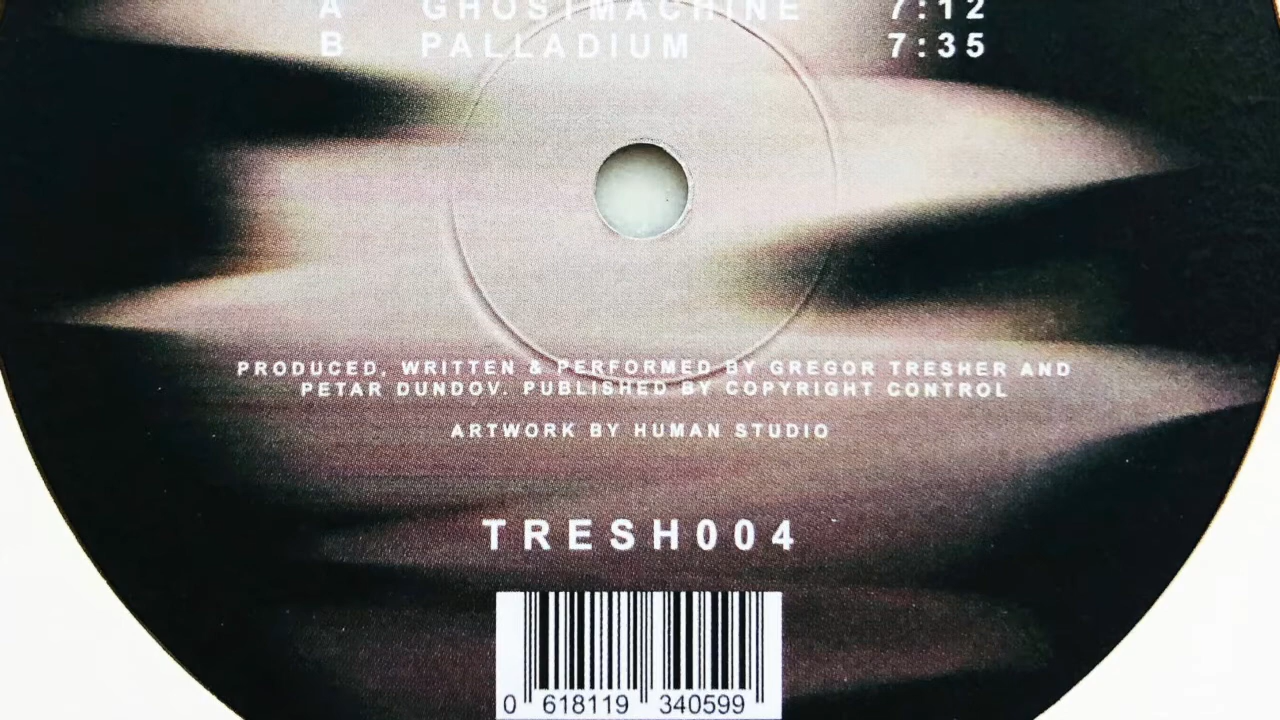 A GHOSTMACHINE 7:12
B PALLADIUM 7:35
PRODUCED, WRITTEN & PERFORMED BY GREGOR TRESHER AND
PETAR DUNDOV. PUBLISHED BY COPYRIGHT CONTROL
ARTWORK BY HUMAN STUDIO
TRESH004
0 618119 340599